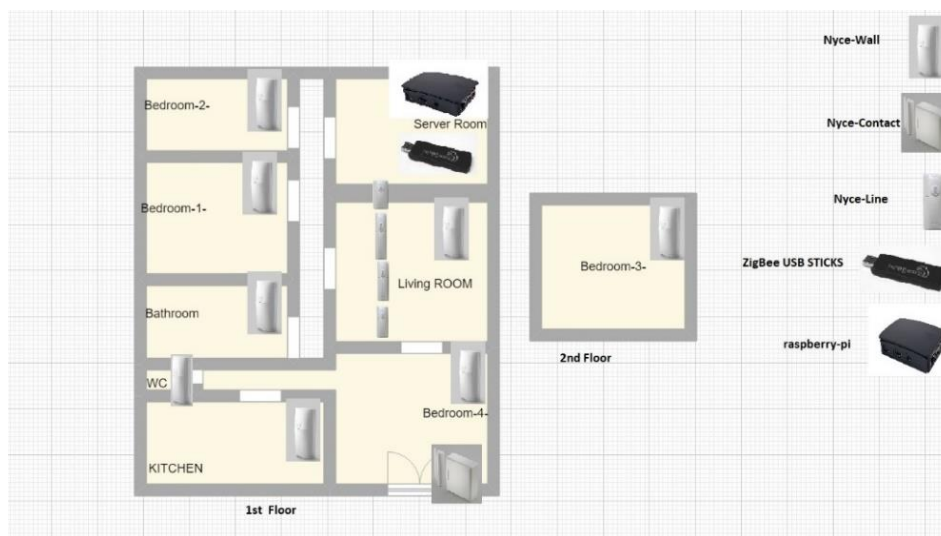 Nyce-Wall
Bedroom-2-
Server Room
Nyce-Contact
Bedroom-1-
Nyce-Line
Living ROOM
Bedroom-3-
ZigBee USB STICKS
Bathroom
raspberry-pi
2nd Floor
WC
Bedroom-4-
KITCHEN
1st Floor